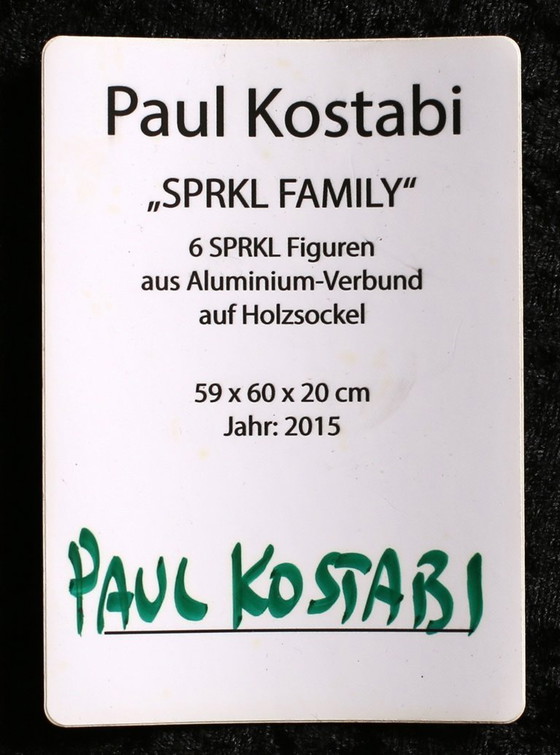 Paul Kostabi
„SPRKL FAMILY“
6 SPRKL Figuren
aus Aluminium-Verbund
auf Holzsockel
59 x 60 x 20 cm
Jahr: 2015
PAUL KOSTABI